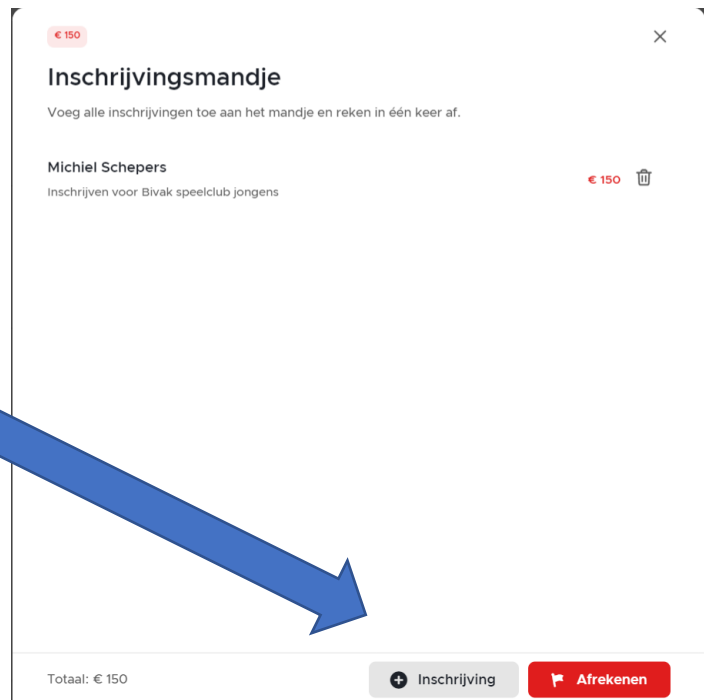 € 150
Inschrijvingsmandje
Voeg alle inschrijvingen toe aan het mandje en reken in één keer af.
Michiel Schepers
€ 150
Inschrijven voor Bivak speelclub jongens
Totaal: € 150
Inschrijving
Afrekenen